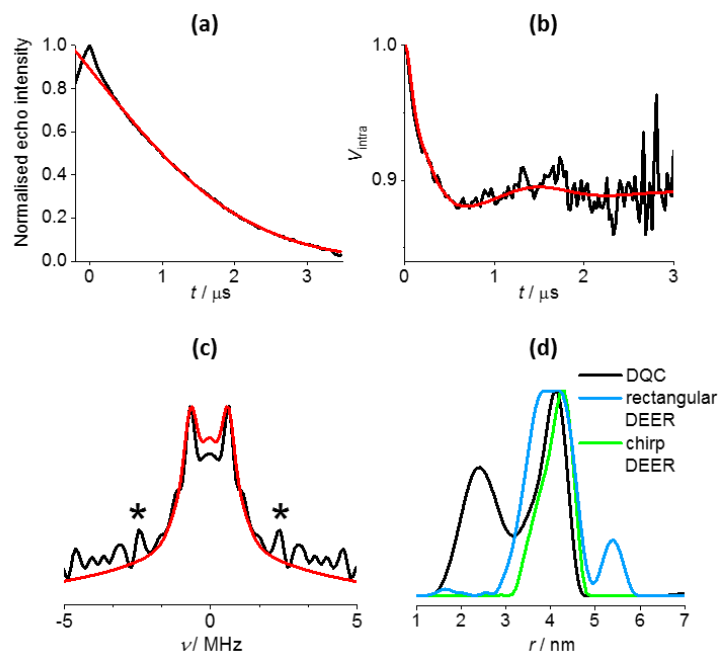 (a)
Normalised echo intensity
1.0
0.8
0.6
0.4
0.2
0.0
0 1 2 3
t / μs
(b)
Vintra
1.0
0.9
0 1 2 3
t / μs
(c)
* *
-5 0 5
ν / MHz
(d)
DQC
rectangular
DEER
chirp
DEER
1 2 3 4 5 6 7
r / nm